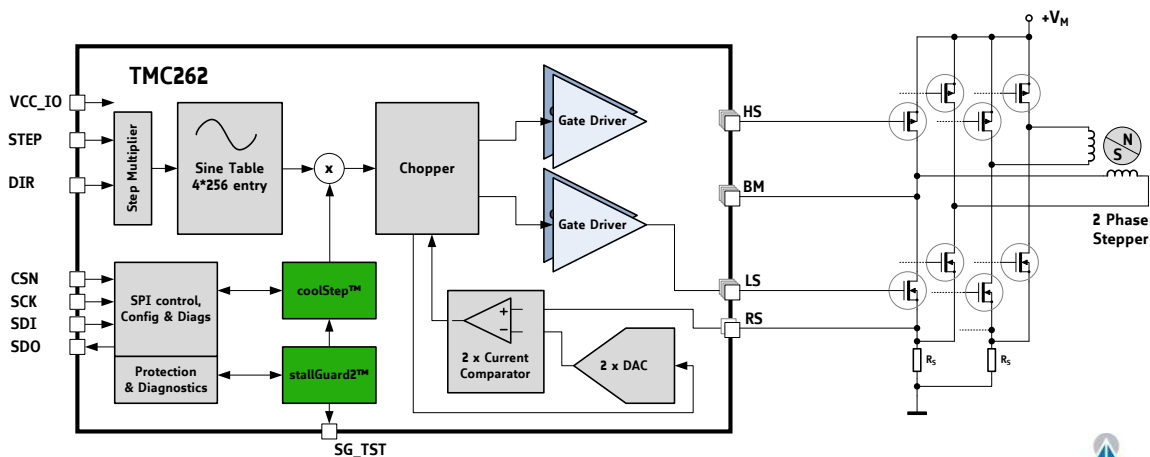 +VM
TMC262
VCC_IO
STEP
DIR
Step Multiplier
Sine Table
4*256 entry
x
Chopper
Gate Driver
Gate Driver
HS
BM
LS
RS
N
S
2 Phase
Stepper
CSN
SCK
SDI
SDO
SPI control,
Config & Diags
Protection
& Diagnostics
coolStep™
stallGuard2™
+
−
2 x Current
Comparator
2 x DAC
RS
RS
SG_TST